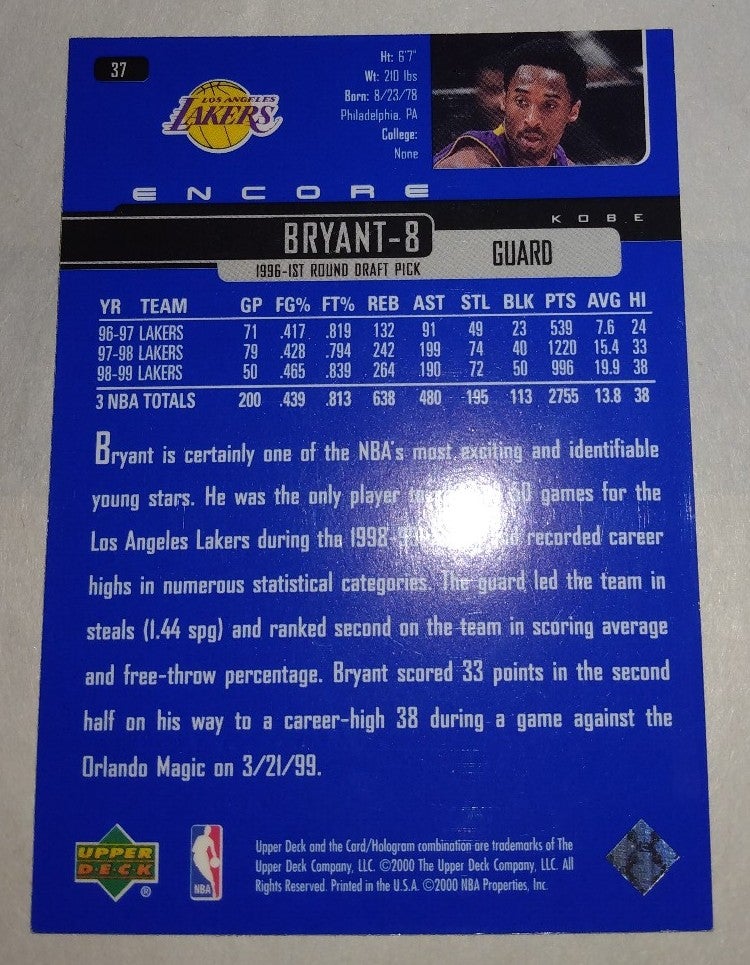 37
LOS ANGELES
LAKERS
Ht: 6'7"
Wt: 210 lbs
Born: 8/23/78
Philadelphia, PA
College:
None
ENCORE
KOBE
BRYANT-8
GUARD
1996-1ST ROUND DRAFT PICK
YR TEAM GP FG% FT% REB AST STL BLK PTS AVG HI
96-97 LAKERS 71 .417 .819 132 91 49 23 539 7.6 24
97-98 LAKERS 79 .428 .794 242 199 74 40 1220 15.4 33
98-99 LAKERS 50 .465 .839 264 190 72 50 996 19.9 38
3 NBA TOTALS 200 .439 .813 638 480 195 113 2755 13.8 38
Bryant is certainly one of the NBA's most exciting and identifiable
young stars. He was the only player games for the
Los Angeles Lakers during tha recorded career
highs in numerous statistical categories. The guard led the team in
steals (1.44 spg) and ranked second on the team in scoring average
and free-throw percentage. Bryant scored 33 points in the second
half on his way to a career-high 38 during a game against the
Orlando Magic on 3/21/99.
UPPER
DECK
®
NBA
Upper Deck and the Card/Hologram combination are trademarks of The
Upper Deck Company, LLC. ©2000 The Upper Deck Company, LLC. All
Rights Reserved. Printed in the U.S.A. ©2000 NBA Properties, Inc.